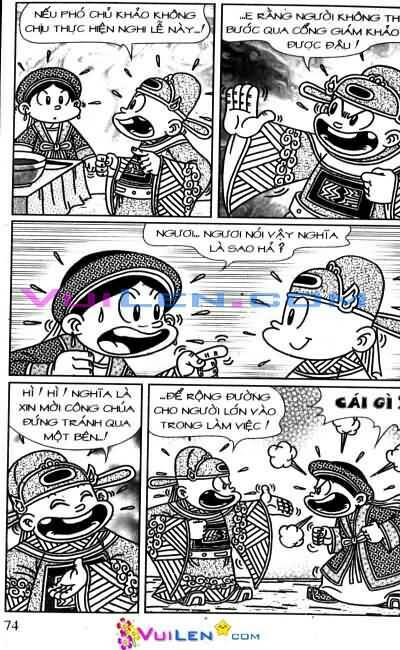 NẾU PHÓ CHỦ KHẢO KHÔNG
CHỊU THỰC HIỆN NGHI LỄ NÀY...!
...E RẰNG NGƯỜI KHÔNG TH
BƯỚC QUA CỔNG GIÁM KHẢO
ĐƯỢC ĐÂU!
NGƯƠI... NGƯƠI NÓI VẬY NGHĨA
LÀ SAO HẢ?
VUILEN.COM
HÌ! HÌ! NGHĨA LÀ
XIN MỜI CÔNG CHÚA
ĐỨNG TRÁNH QUA
MỘT BÊN..!
...ĐỂ RỘNG ĐƯỜNG
CHO NGƯỜI LỚN VÀO
TRONG LÀM VIỆC!
CÁI GÌ?
74
VUILEN.COM